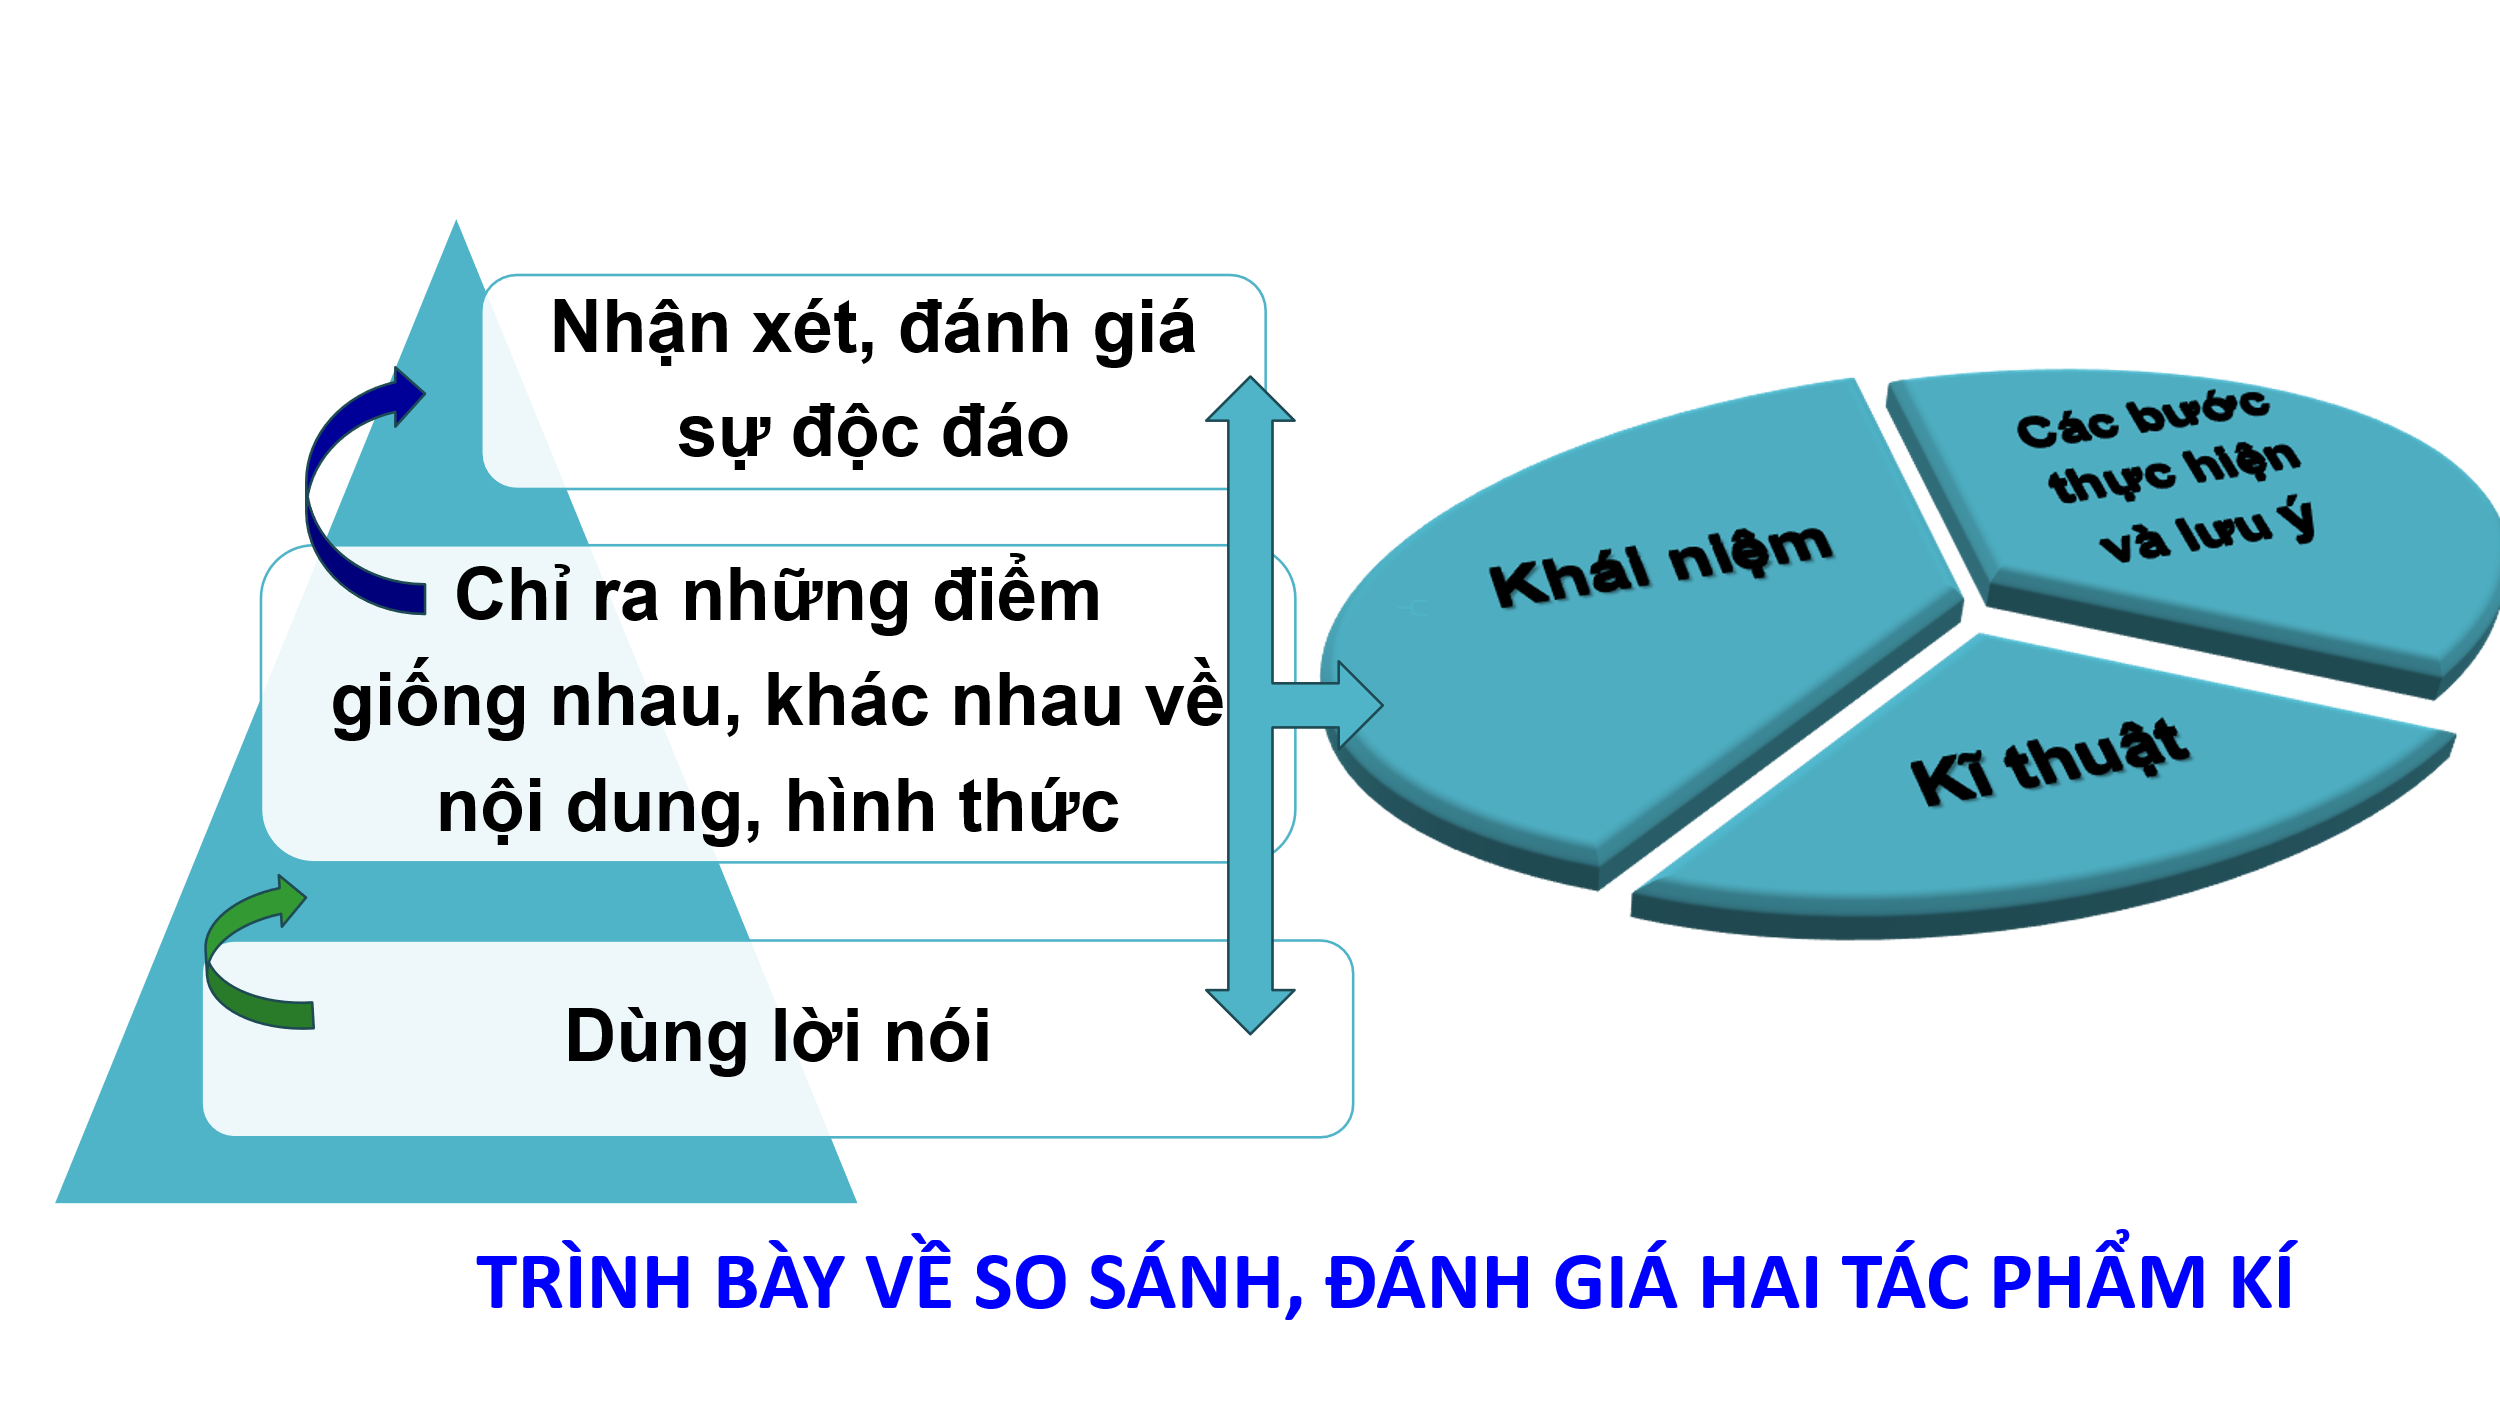 Nhận xét, đánh giá
sự độc đáo
Chỉ ra những điểm
giống nhau, khác nhau về
nội dung, hình thức
Dùng lời nói
Khái niệm
Các bước
thực hiện
và lưu ý
Kĩ thuật
TRÌNH BÀY VỀ SO SÁNH, ĐÁNH GIÁ HAI TÁC PHẨM KÍ